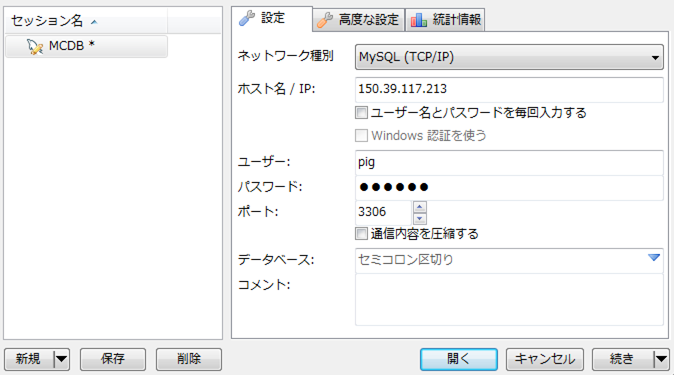 セッション名
MCDB *
設定
高度な設定
統計情報
ネットワーク種別
MySQL (TCP/IP)
ホスト名 / IP:
150.39.117.213
ユーザー名とパスワードを毎回入力する
Windows 認証を使う
ユーザー:
pig
パスワード:
●●●●●●
ポート:
3306
通信内容を圧縮する
データベース:
セミコロン区切り
コメント:
新規
保存
削除
開く
キャンセル
続き